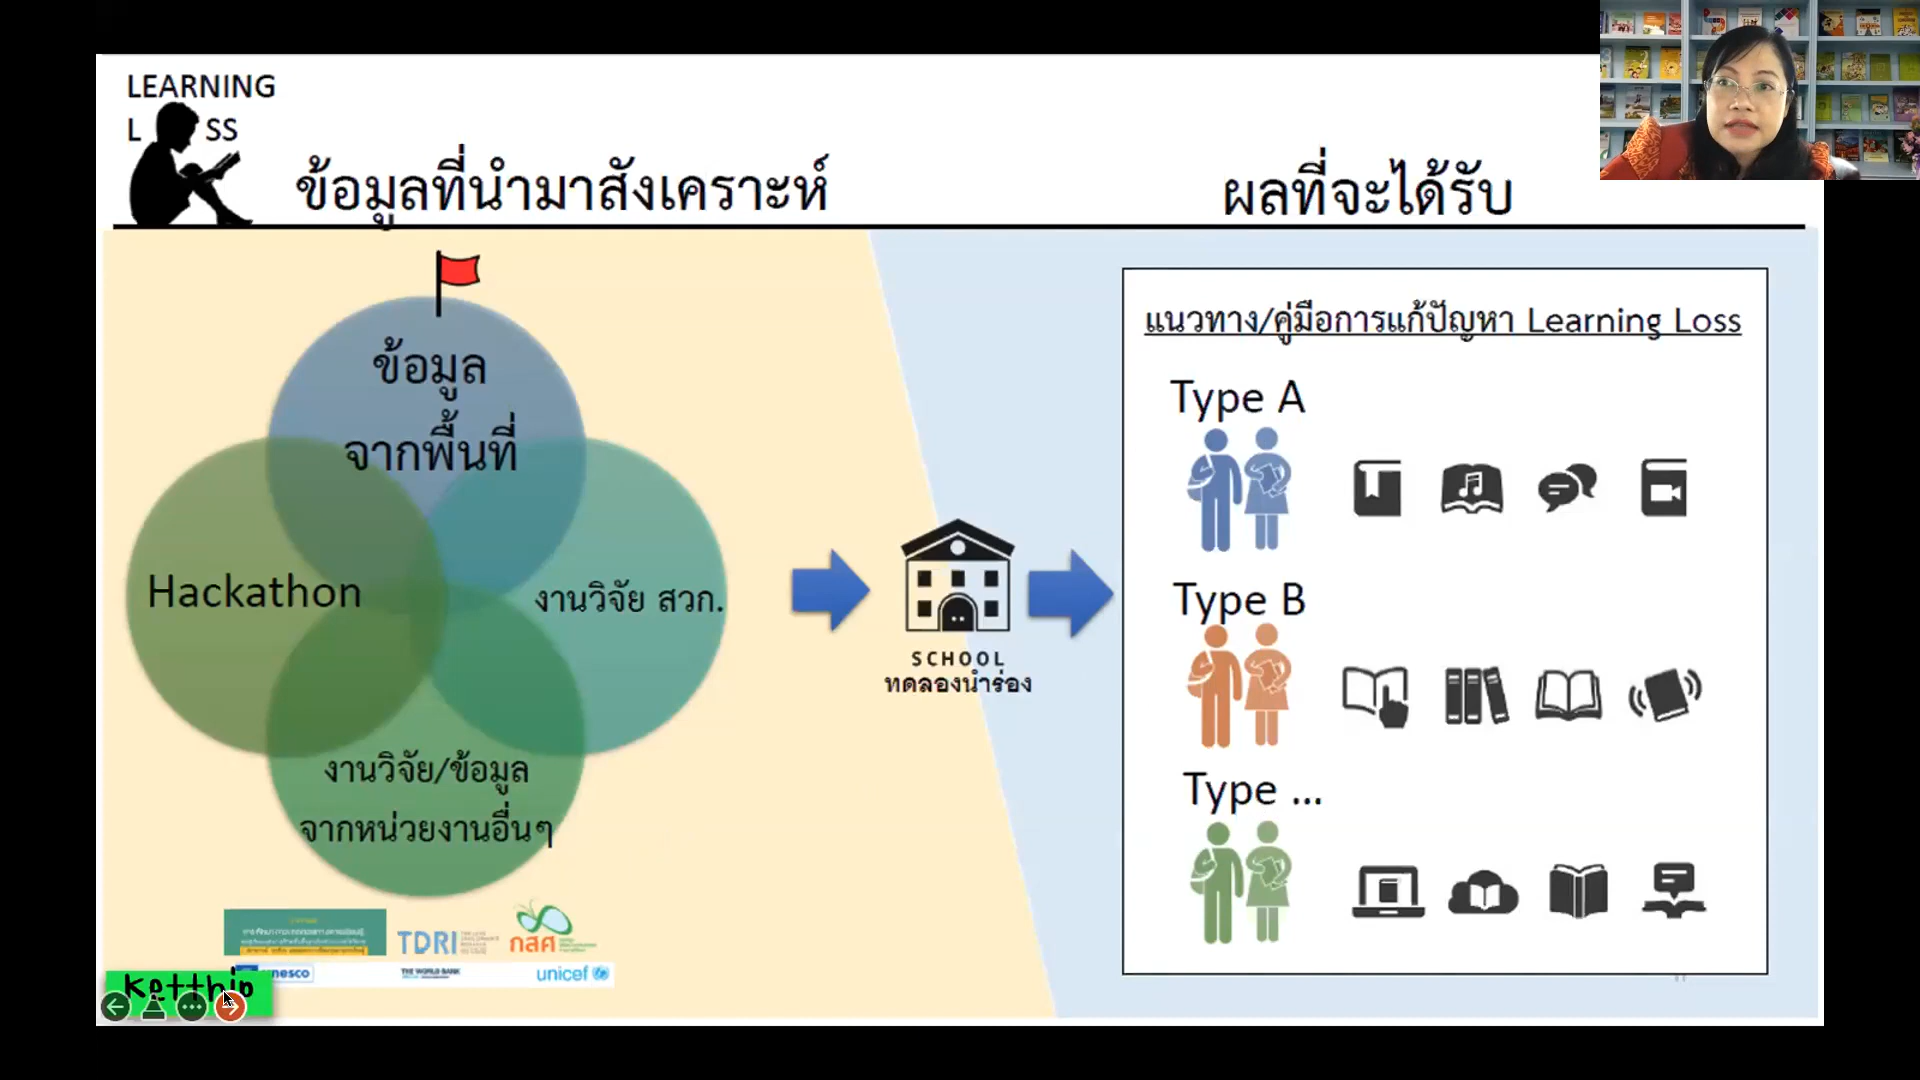 LEARNING
L SS
ข้อมูลที่นำมาสังเคราะห์
ผลที่จะได้รับ
ข้อมูล
จากพื้นที่
Hackathon
งานวิจัย สวก.
งานวิจัย/ข้อมูล
จากหน่วยงานอื่นๆ
SCHOOL
ทดลองนำร่อง
แนวทาง/คู่มือการแก้ปัญหา Learning Loss
Type A
Type B
Type ...
TDRI
กสศ
unesco
THE WORLD BANK
unicef
Ketthip